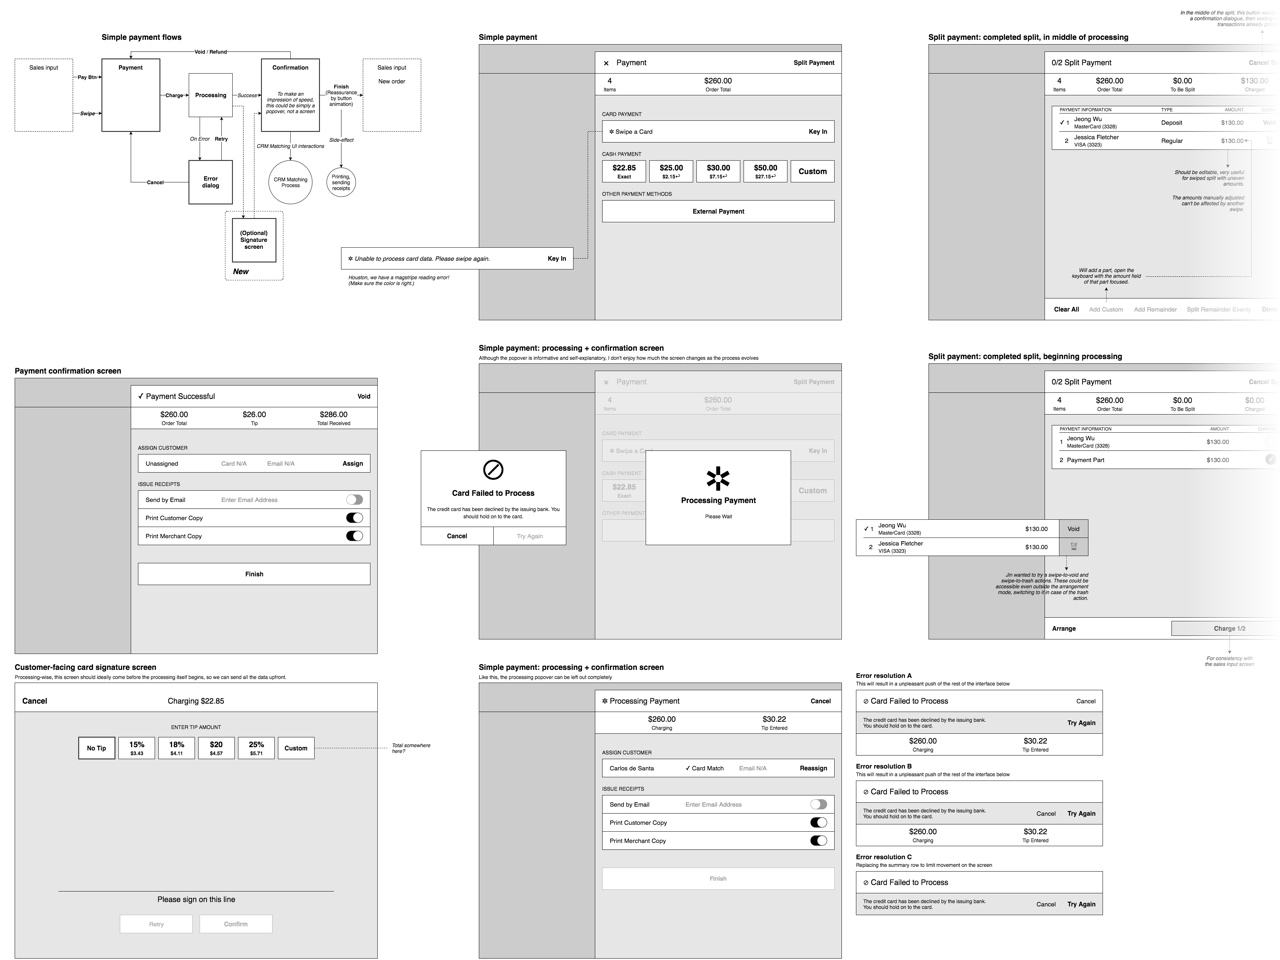 Simple payment flows
Void / Refund
Sales input
Pay Btn
Swipe
Payment
Charge
Processing
Success
Confirmation
To make an
impression of speed,
this could be simply a
popover, not a screen
Finish
(Reassurance
by button
animation)
Sales input
New order
On Error
Retry
CRM Matching UI interactions
Side-effect
Cancel
Error
dialog
CRM Matching
Process
Printing,
sending
receipts
(Optional)
Signature
screen
New
Simple payment
✕ Payment
Split Payment
4
Items
$260.00
Order Total
CARD PAYMENT
✲ Swipe a Card
Key In
CASH PAYMENT
$22.85
Exact
$25.00
$2.15↵
$30.00
$7.15↵
$50.00
$27.15↵
Custom
OTHER PAYMENT METHODS
External Payment
✲ Unable to process card data. Please swipe again.
Key In
Houston, we have a magstripe reading error!
(Make sure the color is right.)
In the middle of the split, this button
a confirmation dialogue, then
transactions already
Split payment: completed split, in middle of processing
0/2 Split Payment
Cancel
4
Items
$260.00
Order Total
$0.00
To Be Split
$130.00
Charged
PAYMENT INFORMATION
TYPE
AMOUNT
✓ 1 Jeong Wu
MasterCard (3328)
Deposit
$130.00
Void
2 Jessica Fletcher
VISA (3323)
Regular
$130.00
Should be editable, very useful
for swiped split with uneven
amounts.
The amounts manually adjusted
can't be affected by another
swipe.
Will add a part, open the
keyboard with the amount field
of that part focused.
Clear All
Add Custom
Add Remainder
Split Remainder Evenly
Done
Payment confirmation screen
✓ Payment Successful
Void
$260.00
Order Total
$26.00
Tip
$286.00
Total Received
ASSIGN CUSTOMER
Unassigned
Card N/A
Email N/A
Assign
ISSUE RECEIPTS
Send by Email
Enter Email Address
Print Customer Copy
Print Merchant Copy
Finish
Simple payment: processing + confirmation screen
Although the popover is informative and self-explanatory, I don't enjoy how much the screen changes as the process evolves
✕ Payment
Split Payment
4
Items
$260.00
Order Total
CARD PAYMENT
✲ Swipe a Ca
Key In
CASH PAYMENT
$22.85
Exact
Custom
OTHER PAYMENT
Card Failed to Process
The credit card has been declined by the issuing bank. You
should hold on to the card.
Cancel
Try Again
Processing Payment
Please Wait
Split payment: completed split, beginning processing
0/2 Split Payment
Cancel
4
Items
$260.00
Order Total
$0.00
To Be Split
$0.00
Charged
PAYMENT INFORMATION
AMOUNT
1 Jeong Wu
MasterCard (3328)
$130.00
2 Payment Part
$130.00
✓ 1 Jeong Wu
MasterCard (3328)
$130.00
Void
2 Jessica Fletcher
VISA (3323)
$130.00
Jin wanted to try a swipe-to-void and
swipe-to-trash actions. These could be
accessible even outside the arrangement
mode, switching to it in case of the trash
action.
Arrange
Charge 1/2
For consistency with
the sales input screen
Customer-facing card signature screen
Processing-wise, this screen should ideally come before the processing itself begins, so we can send all the data upfront.
Cancel
Charging $22.85
ENTER TIP AMOUNT
No Tip
15%
$3.43
18%
$4.11
$20
$4.57
25%
$5.71
Custom
Total somewhere
here?
Please sign on this line
Retry
Confirm
Simple payment: processing + confirmation screen
Like this, the processing popover can be left out completely
✲ Processing Payment
Cancel
$260.00
Charging
$30.22
Tip Entered
ASSIGN CUSTOMER
Carlos de Santa
✓ Card Match
Email N/A
Reassign
ISSUE RECEIPTS
Send by Email
Enter Email Address
Print Customer Copy
Print Merchant Copy
Finish
Error resolution A
This will result in a unpleasant push of the rest of the interface below
⊘ Card Failed to Process
Cancel
The credit card has been declined by the issuing bank.
You should hold on to the card.
Try Again
$260.00
Charging
$30.22
Tip Entered
Error resolution B
This will result in a unpleasant push of the rest of the interface below
⊘ Card Failed to Process
The credit card has been declined by the issuing bank.
You should hold on to the card.
Cancel
Try Again
$260.00
Charging
$30.22
Tip Entered
Error resolution C
Replacing the summary row to limit movement on the screen
⊘ Card Failed to Process
The credit card has been declined by the issuing bank.
You should hold on to the card.
Cancel
Try Again